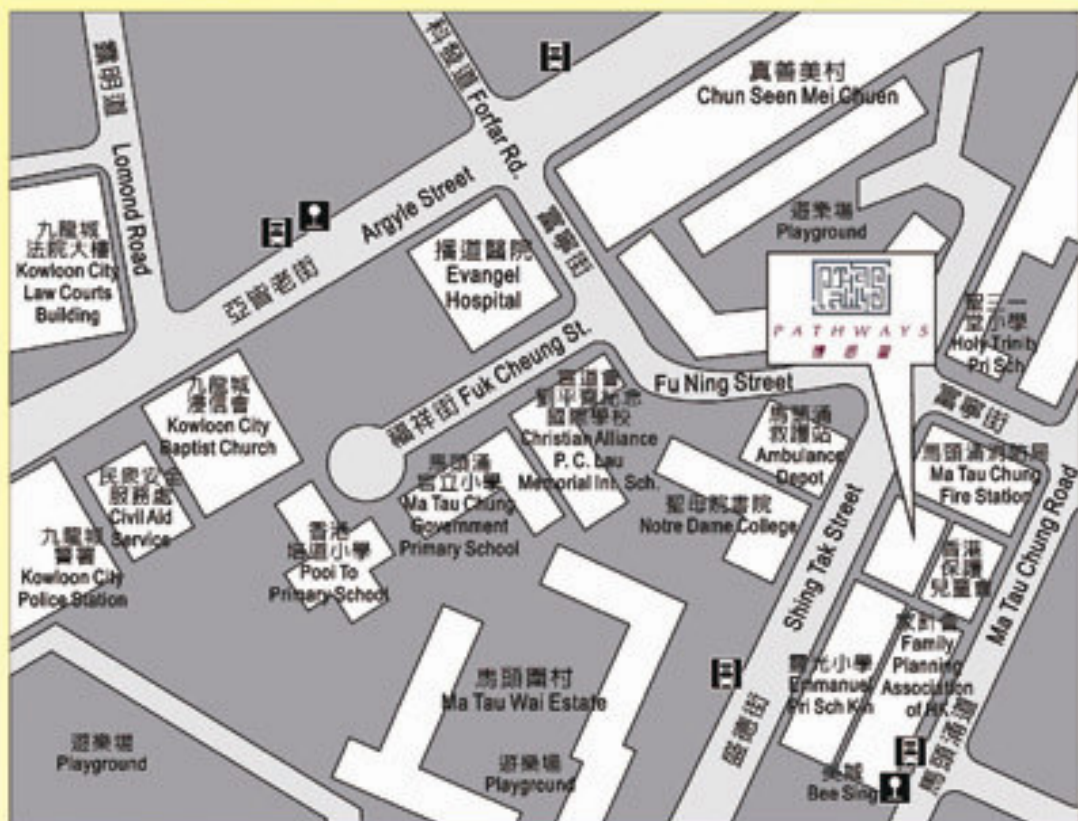 露明道
Lomond Road
科發道 Forfar Rd.
真善美村
Chun Seen Mei Chuen
九龍城
法院大樓
Kowloon City
Law Courts
Building
亞皆老街
Argyle Street
播道醫院
Evangel
Hospital
富寧街
遊樂場
Playground
PATHWAYS
聖三一
堂小學
Holy Trinity
Pri Sch
九龍城
浸信會
Kowloon City
Baptist Church
福祥街 Fuk Cheung St.
宣道會
劉平齋紀念
國際學校
Christian Alliance
P. C. Lau
Memorial Int. Sch.
Fu Ning Street
富寧街
馬頭涌
救護站
Ambulance
Depot
馬頭涌消防局
Ma Tau Chung
Fire Station
民眾安全
服務處
Civil Aid
Service
九龍城
警署
Kowloon City
Police Station
香港
培道小學
Pooi To
Primary School
馬頭涌
官立小學
Ma Tau Chung
Government
Primary School
聖母院書院
Notre Dame College
Shing Tak Street
盛德街
香港
保護
兒童會
Ma Tau Chung Road
馬頭涌道
家計會
Family
Planning
Association
of HK
靈光小學
Emmanuel
Pri Sch Kln
馬頭圍村
Ma Tau Wai Estate
遊樂場
Playground
遊樂場
Playground
Bee Sing